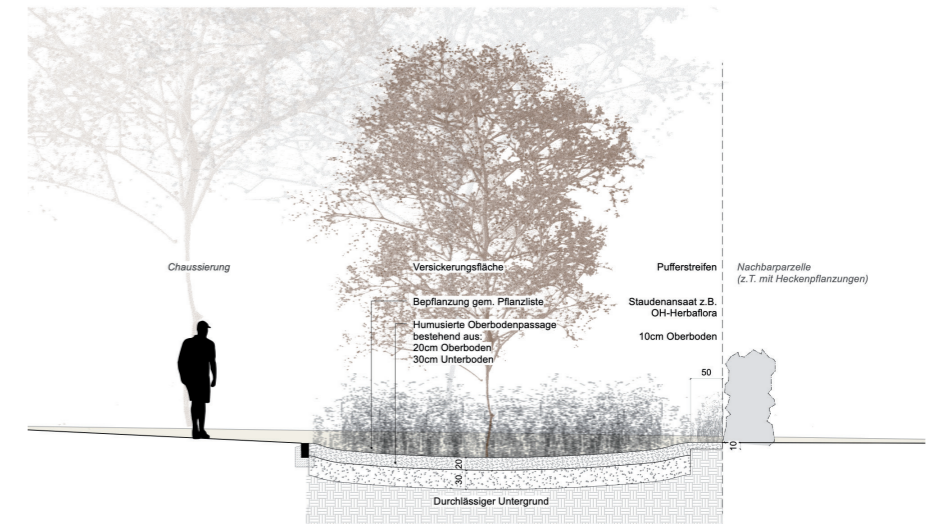 Chaussierung
Versickerungsfläche
Pufferstreifen
Nachbarparzelle
(z.T. mit Heckenpflanzungen)
Bepflanzung gem. Pflanzliste
Staudenansaat z.B.
OH-Herbaflora
Humusierte Oberbodenpassage
bestehend aus:
20cm Oberboden
30cm Unterboden
10cm Oberboden
50
10
20
30
Durchlässiger Untergrund